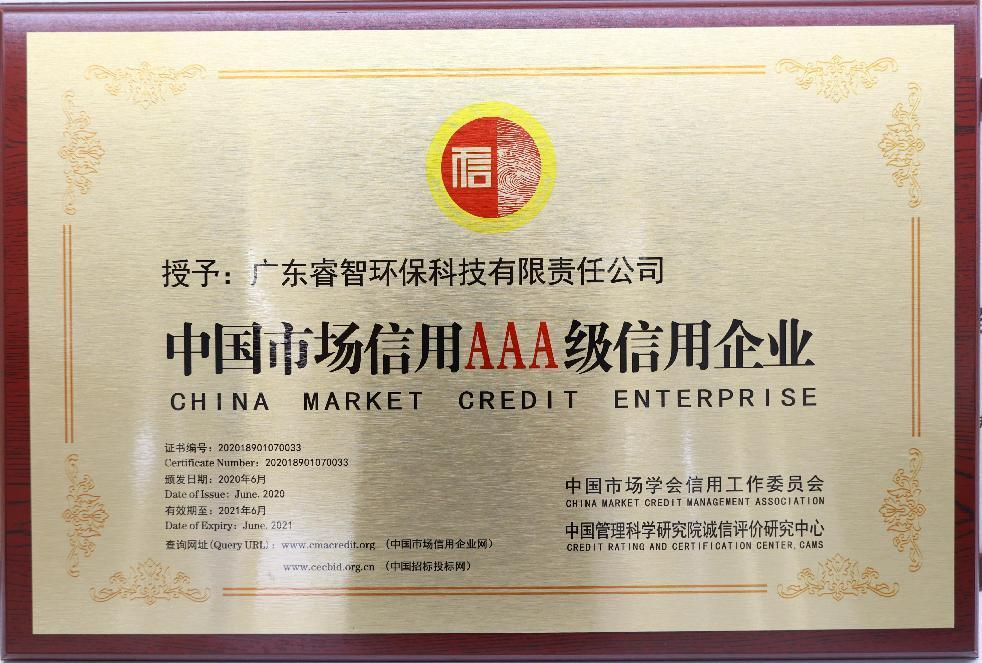 信
授予：广东睿智环保科技有限责任公司
中国市场信用AAA级信用企业
CHINA MARKET CREDIT ENTERPRISE
证书编号：202018901070033
Certificate Number：202018901070033
颁发日期：2020年6月
Date of Issue：June. 2020
有效期至：2021年6月
Date of Expiry：June. 2021
查询网址(Query URL)：www.cmacredit.org （中国市场信用企业网）
www.cecbid.org.cn （中国招标投标网）
中国市场学会信用工作委员会
CHINA MARKET CREDIT MANAGEMENT ASSOCIATION
中国管理科学研究院诚信评价研究中心
CREDIT RATING AND CERTIFICATION CENTER, CAMS